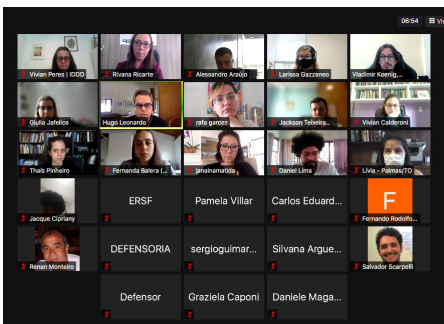 06:54 Vis
Vivian Peres | IDDD
Rivana Ricarte
Alessandro Araújo
Larissa Gazzaneo
Vladimir Koenig,...
Giulia Jafelice
Hugo Leonardo
rafa garcez
Jackson Teixeira...
Vivian Calderoni
Thaís Pinheiro
Fernanda Balera (...
janainamatida
Daniel Lima
Lívia - Palmas/TO
Jacque Cipriany
ERSF
Pamela Villar
Carlos Eduard...
F
Fernando Rodolfo...
Renan Monteiro
DEFENSORIA
sergioguimar...
Silvana Argue...
Salvador Scarpelli
Defensor
Graziela Caponi
Daniele Maga...